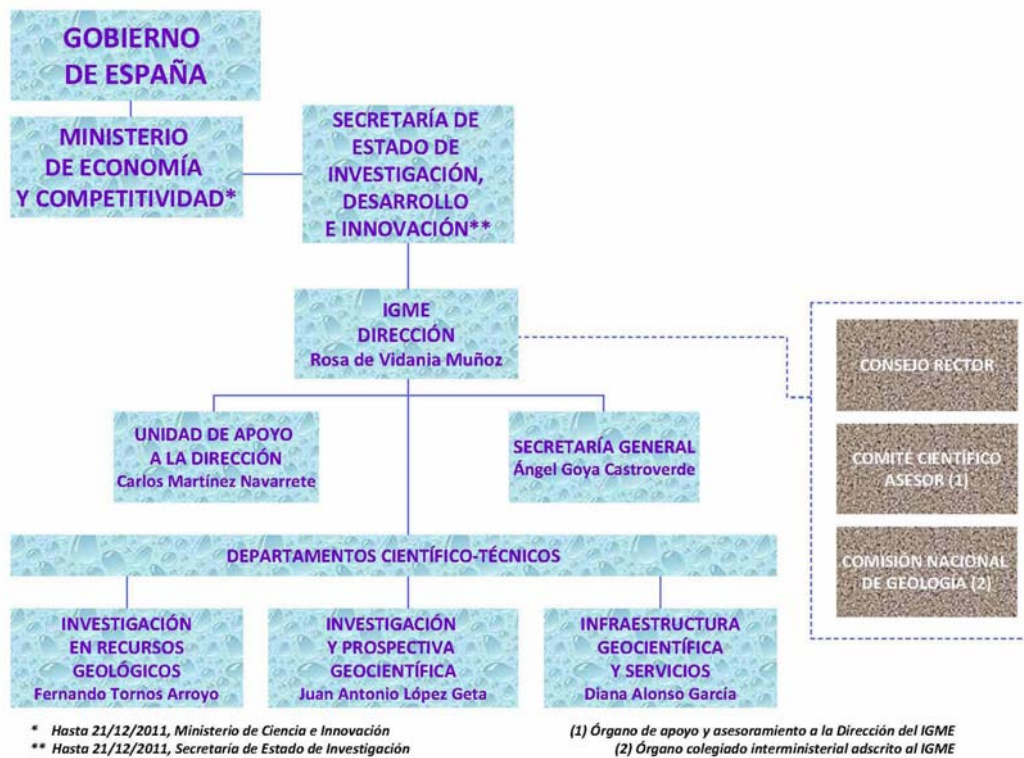 GOBIERNO
DE ESPAÑA
MINISTERIO
DE ECONOMÍA
Y COMPETITIVIDAD*
SECRETARÍA DE
ESTADO DE
INVESTIGACIÓN,
DESARROLLO
E INNOVACIÓN**
IGME
DIRECCIÓN
Rosa de Vidania Muñoz
CONSEJO RECTOR
COMITÉ CIENTÍFICO
ASESOR (1)
COMISIÓN NACIONAL
DE GEOLOGÍA (2)
UNIDAD DE APOYO
A LA DIRECCIÓN
Carlos Martínez Navarrete
SECRETARÍA GENERAL
Ángel Goya Castroverde
DEPARTAMENTOS CIENTÍFICO-TÉCNICOS
INVESTIGACIÓN
EN RECURSOS
GEOLÓGICOS
Fernando Tornos Arroyo
INVESTIGACIÓN
Y PROSPECTIVA
GEOCIENTÍFICA
Juan Antonio López Geta
INFRAESTRUCTURA
GEOCIENTÍFICA
Y SERVICIOS
Diana Alonso García
* Hasta 21/12/2011, Ministerio de Ciencia e Innovación
** Hasta 21/12/2011, Secretaría de Estado de Investigación
(1) Órgano de apoyo y asesoramiento a la Dirección del IGME
(2) Órgano colegiado interministerial adscrito al IGME